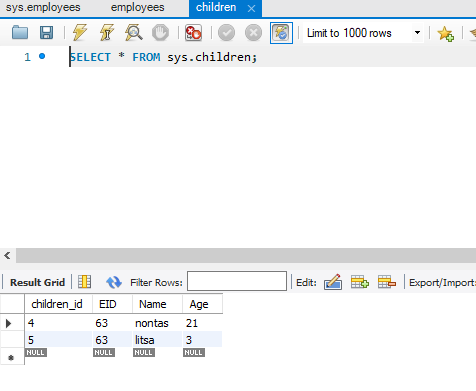 sys.employees employees children
Limit to 1000 rows
1 SELECT * FROM sys.children;
Result Grid Filter Rows: Edit: Export/Import:
children_id EID Name Age
4 63 nontas 21
5 63 litsa 3
NULL NULL NULL NULL